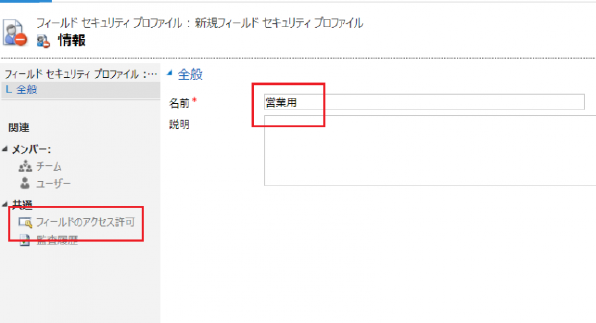 フィールド セキュリティ プロファイル : 新規フィールド セキュリティ プロファイル
情報
フィールド セキュリティ プロファイル :…
全般
関連
メンバー:
チーム
ユーザー
共通
フィールドのアクセス許可
監査履歴
全般
名前*
営業用
説明